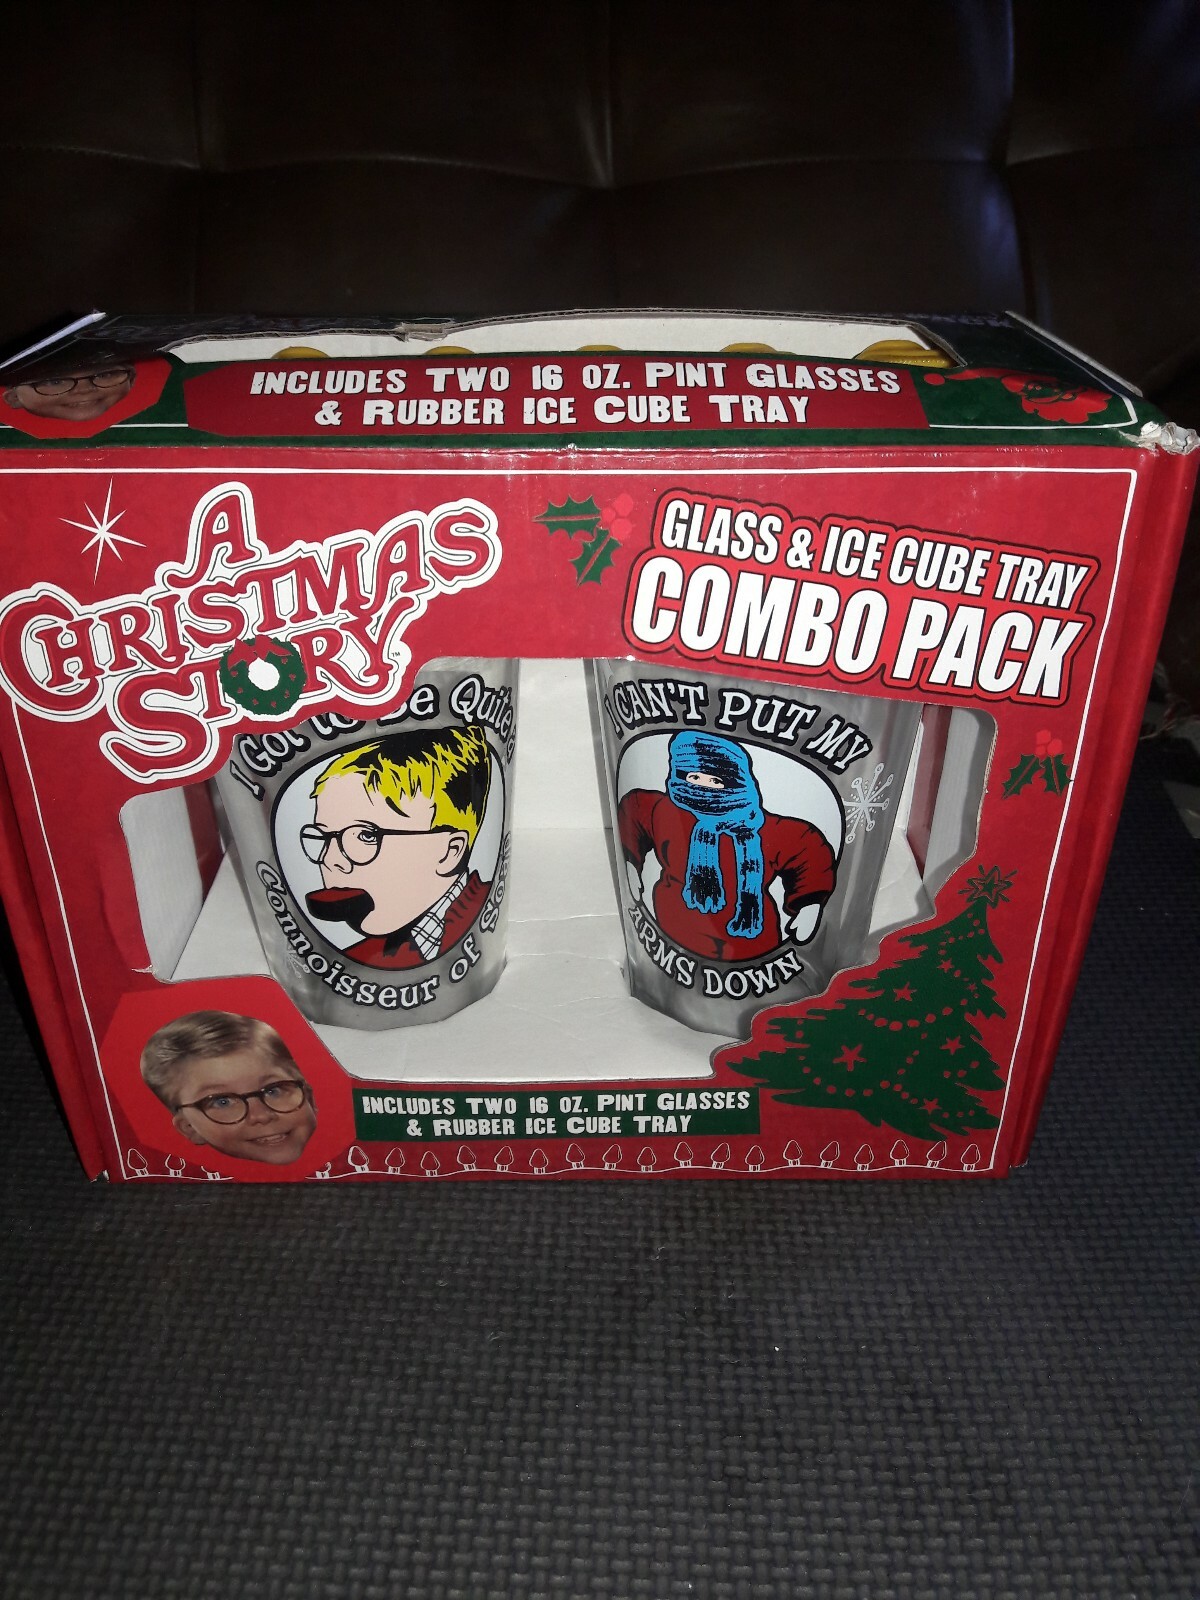 INCLUDES TWO 16 OZ. PINT GLASSES
& RUBBER ICE CUBE TRAY
A
CHRISTMAS
STORY™
GLASS & ICE CUBE TRAY
COMBO PACK
I Got to Be Quite
Connoisseur of Soap
I CAN'T PUT MY
ARMS DOWN
INCLUDES TWO 16 OZ. PINT GLASSES
& RUBBER ICE CUBE TRAY